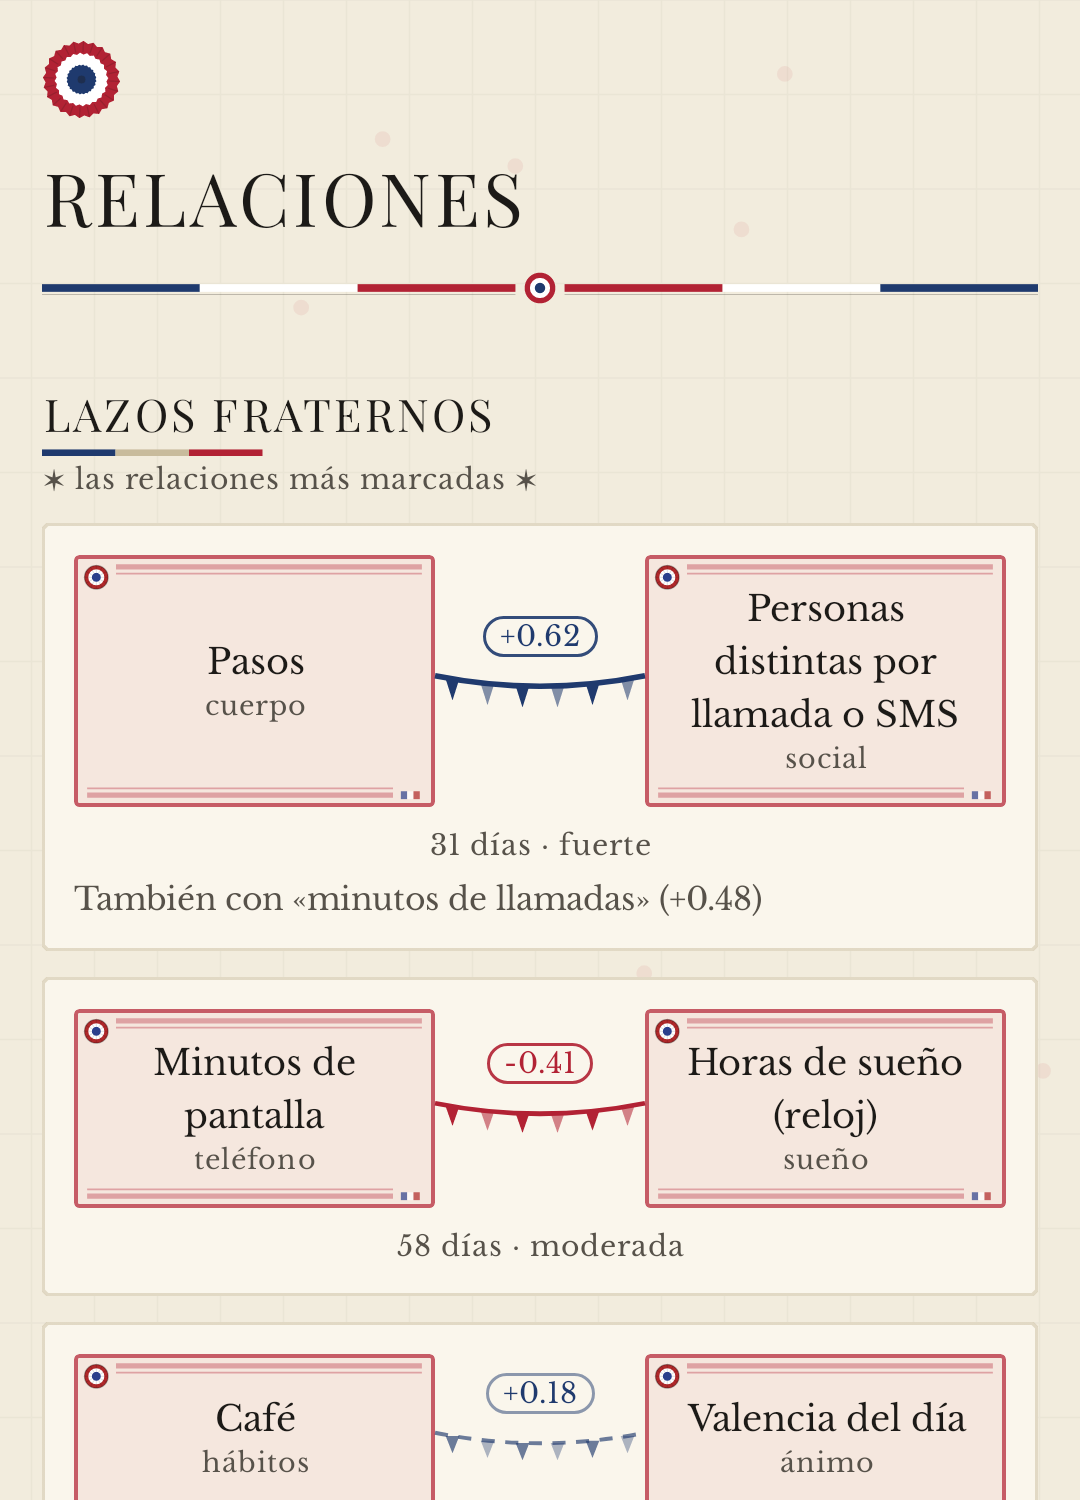 RELACIONES
LAZOS FRATERNOS
✶ las relaciones más marcadas ✶
Pasos
cuerpo
+0.62
Personas
distintas por
llamada o SMS
social
31 días · fuerte
También con «minutos de llamadas» (+0.48)
Minutos de
pantalla
teléfono
-0.41
Horas de sueño
(reloj)
sueño
58 días · moderada
Café
hábitos
+0.18
Valencia del día
ánimo